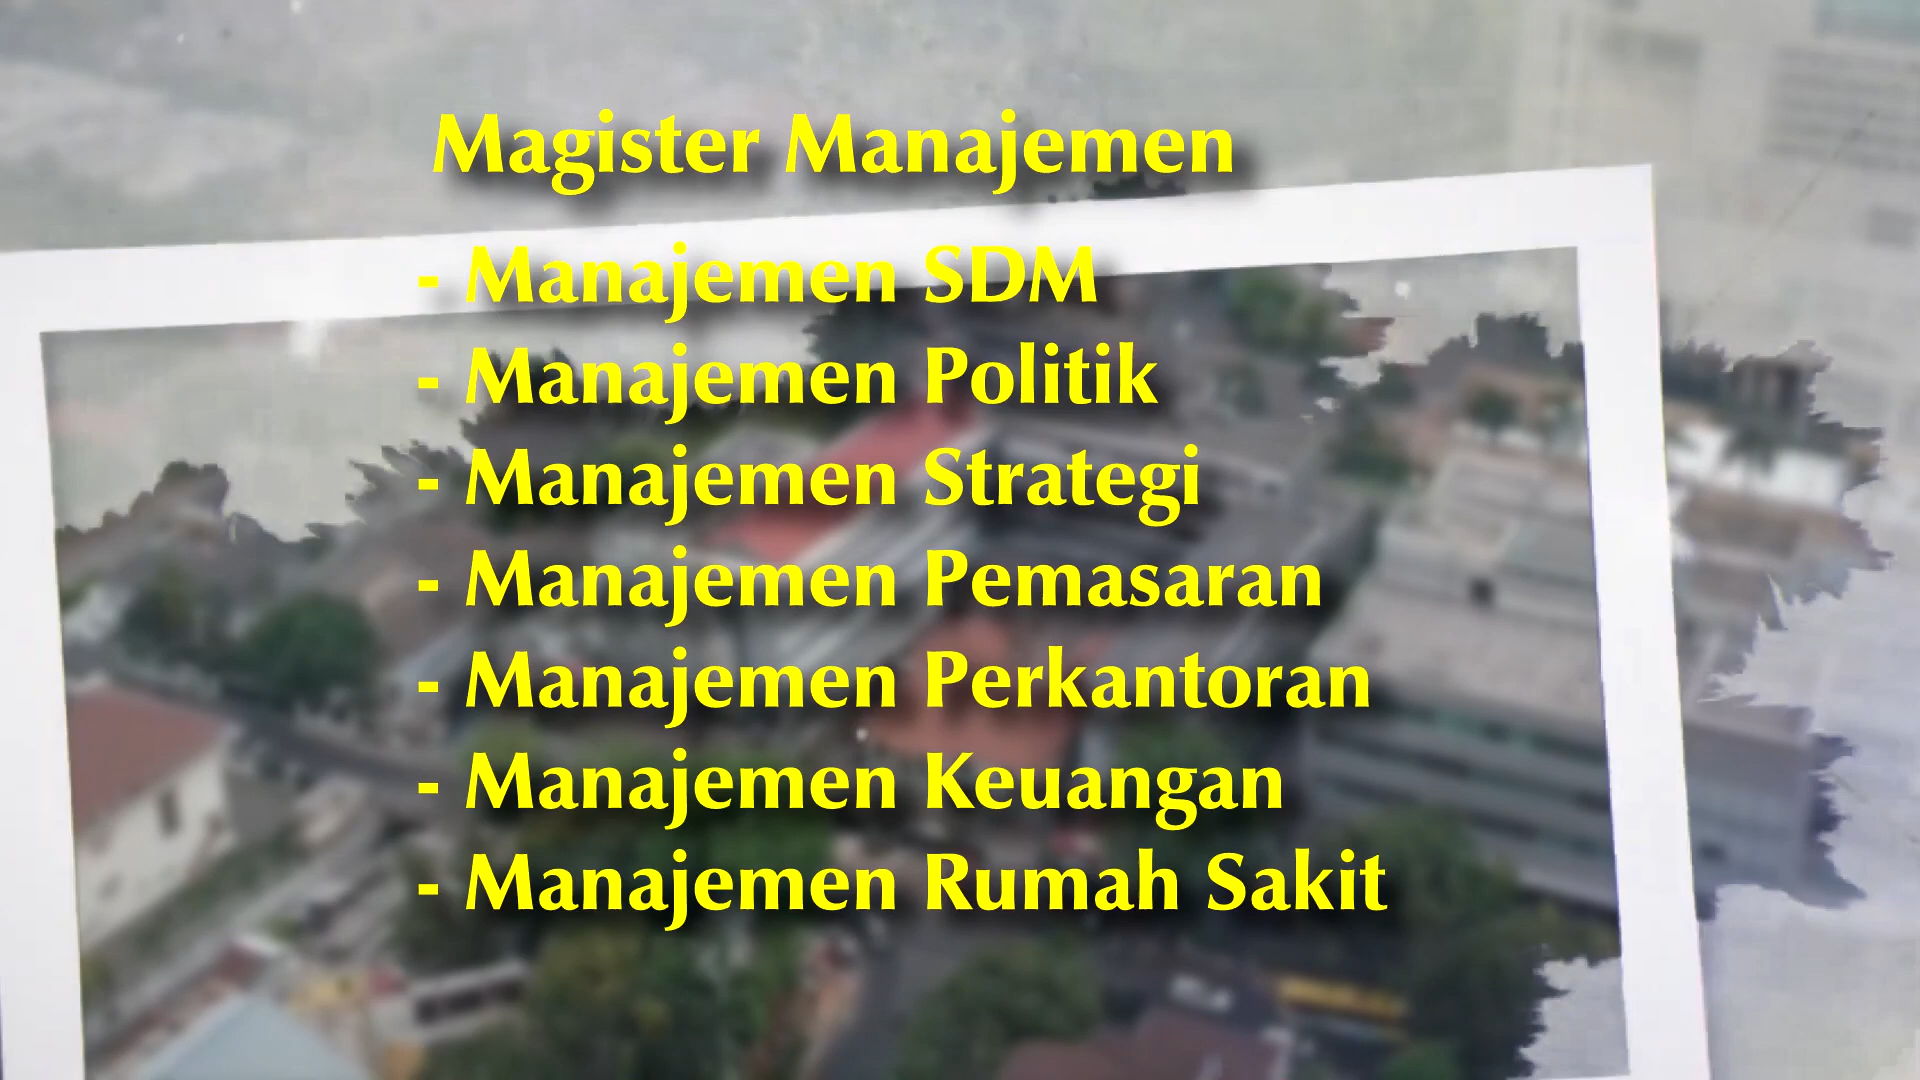 Magister Manajemen
- Manajemen SDM
- Manajemen Politik
- Manajemen Strategi
- Manajemen Pemasaran
- Manajemen Perkantoran
- Manajemen Keuangan
- Manajemen Rumah Sakit